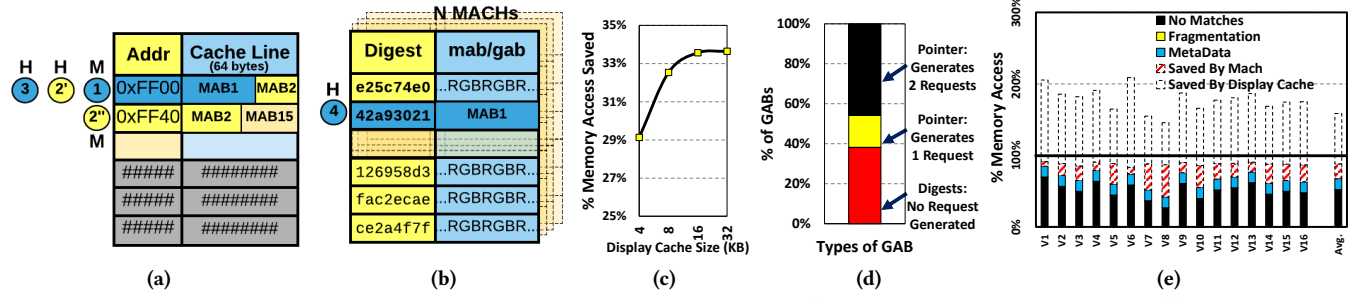 H H M
3 2' 1
2"
M
Addr Cache Line
(64 bytes)
0xFF00 MAB1 MAB2
0xFF40 MAB2 MAB15
##### ########
##### ########
##### ########
(a)
N MACHs
Digest mab/gab
e25c74e0 ..RGBRGBR...
H
4 42a93021 MAB1
126958d3 ..RGBRGBR...
fac2ecae ..RGBRGBR...
ce2a4f7f ..RGBRGBR...
(b)
% Memory Access Saved
35%
33%
31%
29%
27%
25%
4 8 16 32
Display Cache Size (KB)
(c)
% of GABs
100%
80%
60%
40%
20%
0%
Pointer:
Generates
2 Requests
Pointer:
Generates
1 Request
Digests:
No Request
Generated
Types of GAB
(d)
% Memory Access
300%
200%
100%
0%
No Matches
Fragmentation
MetaData
Saved By Mach
Saved By Display Cache
V1 V2 V3 V4 V5 V6 V7 V8 V9 V10 V11 V12 V13 V14 V15 V16 Avg.
(e)